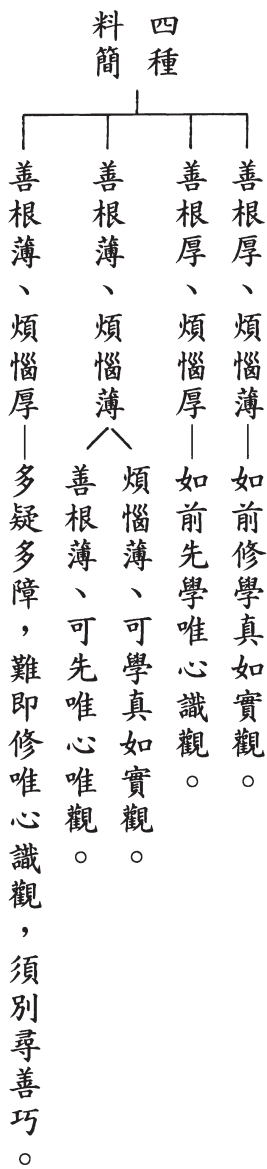 四種
料簡
善根厚、煩惱薄
如前修學真如實觀。
善根厚、煩惱厚
如前先學唯心識觀。
善根薄、煩惱薄
煩惱薄、可學真如實觀。
善根薄、可先唯心唯觀。
善根薄、煩惱厚
多疑多障，難即修唯心識觀，須別尋善巧。